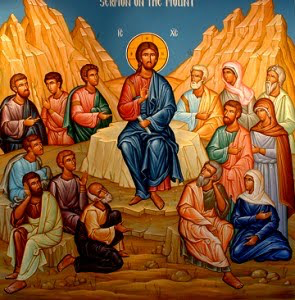 SERMON ON THE MOUNT
IC XC